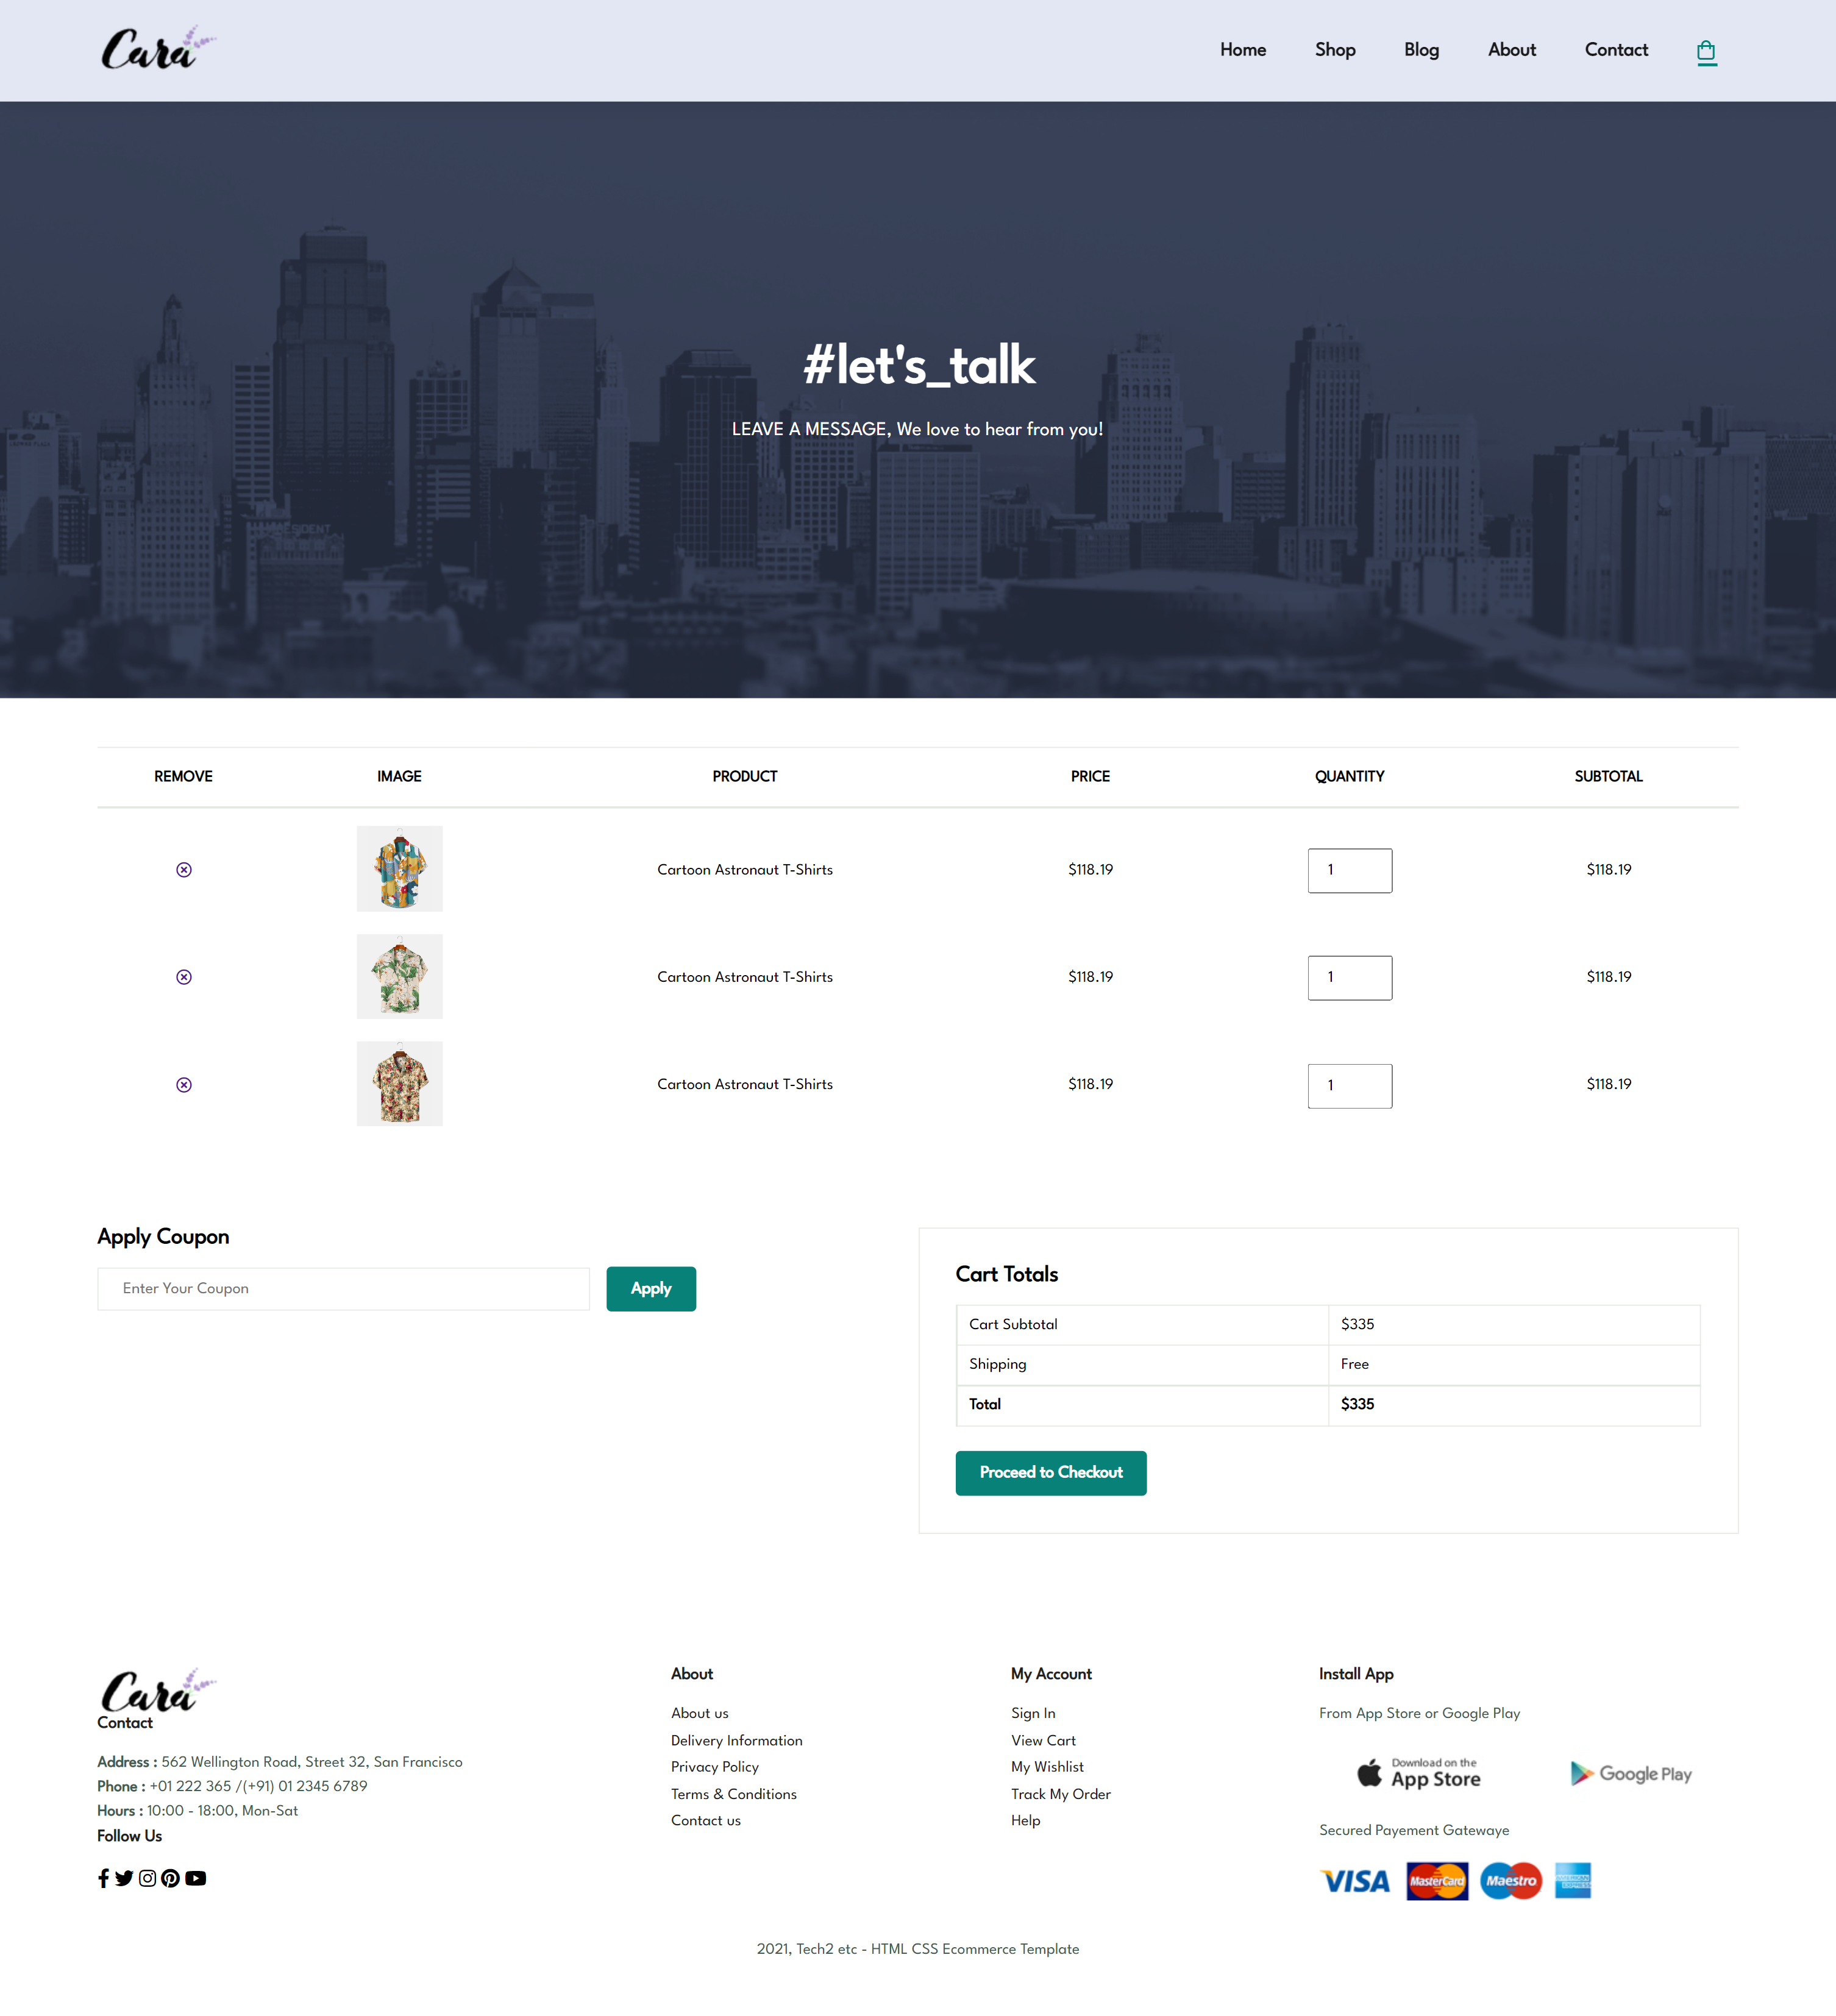 Cara
Home Shop Blog About Contact
#let's_talk
LEAVE A MESSAGE, We love to hear from you!
REMOVE IMAGE PRODUCT PRICE QUANTITY SUBTOTAL
Cartoon Astronaut T-Shirts $118.19 1 $118.19
Cartoon Astronaut T-Shirts $118.19 1 $118.19
Cartoon Astronaut T-Shirts $118.19 1 $118.19
Apply Coupon
Enter Your Coupon Apply
Cart Totals
Cart Subtotal $335
Shipping Free
Total $335
Proceed to Checkout
Cara
Contact
Address : 562 Wellington Road, Street 32, San Francisco
Phone : +01 222 365 /(+91) 01 2345 6789
Hours : 10:00 - 18:00, Mon-Sat
Follow Us
About
About us
Delivery Information
Privacy Policy
Terms & Conditions
Contact us
My Account
Sign In
View Cart
My Wishlist
Track My Order
Help
Install App
From App Store or Google Play
Download on the
App Store
Google Play
Secured Payement Gatewaye
VISA MasterCard Maestro AMERICAN EXPRESS
2021, Tech2 etc - HTML CSS Ecommerce Template